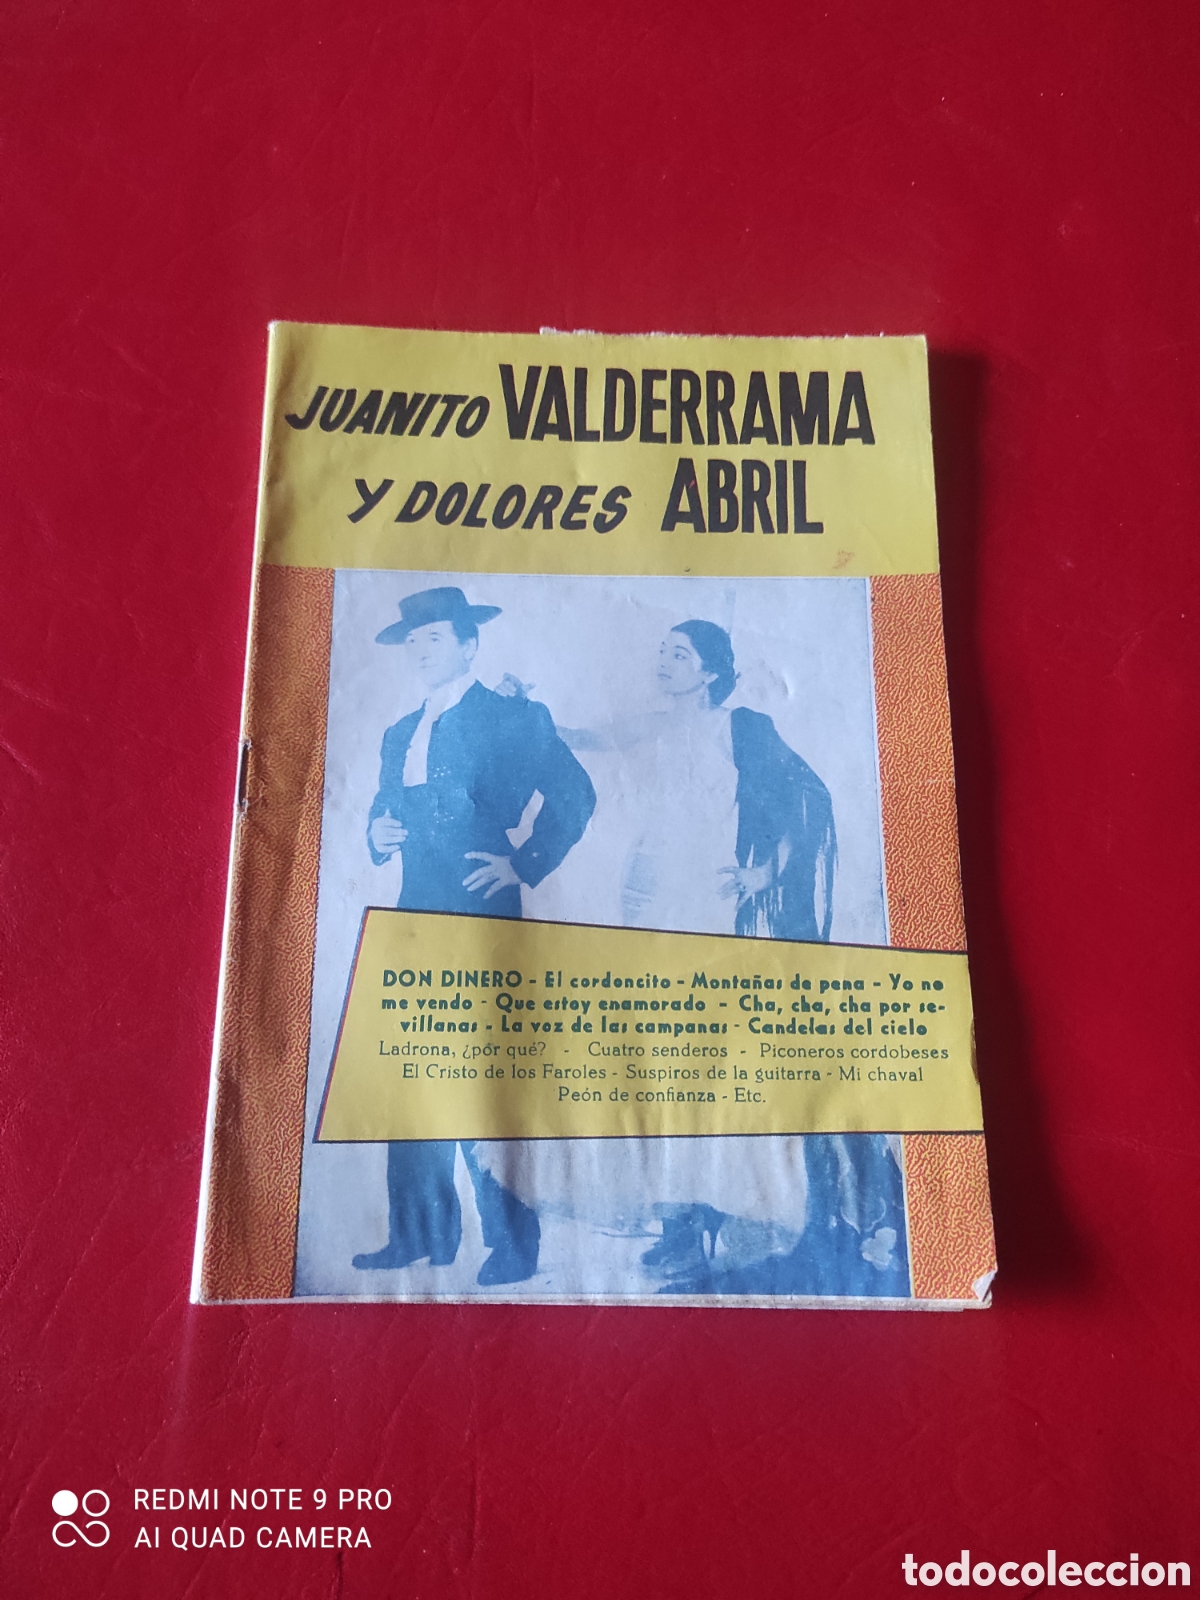 JUANITO VALDERRAMA
Y DOLORES ABRIL
DON DINERO - El cordoncito - Montañas de pena - Yo no
me vendo - Que estoy enamorado - Cha, cha, cha por se-
villanas - La voz de las campanas - Candelas del cielo
Ladrona, ¿por qué? - Cuatro senderos - Piconeros cordobeses
El Cristo de los Faroles - Suspiros de la guitarra - Mi chaval
Peón de confianza - Etc.
REDMI NOTE 9 PRO
AI QUAD CAMERA
todocoleccion